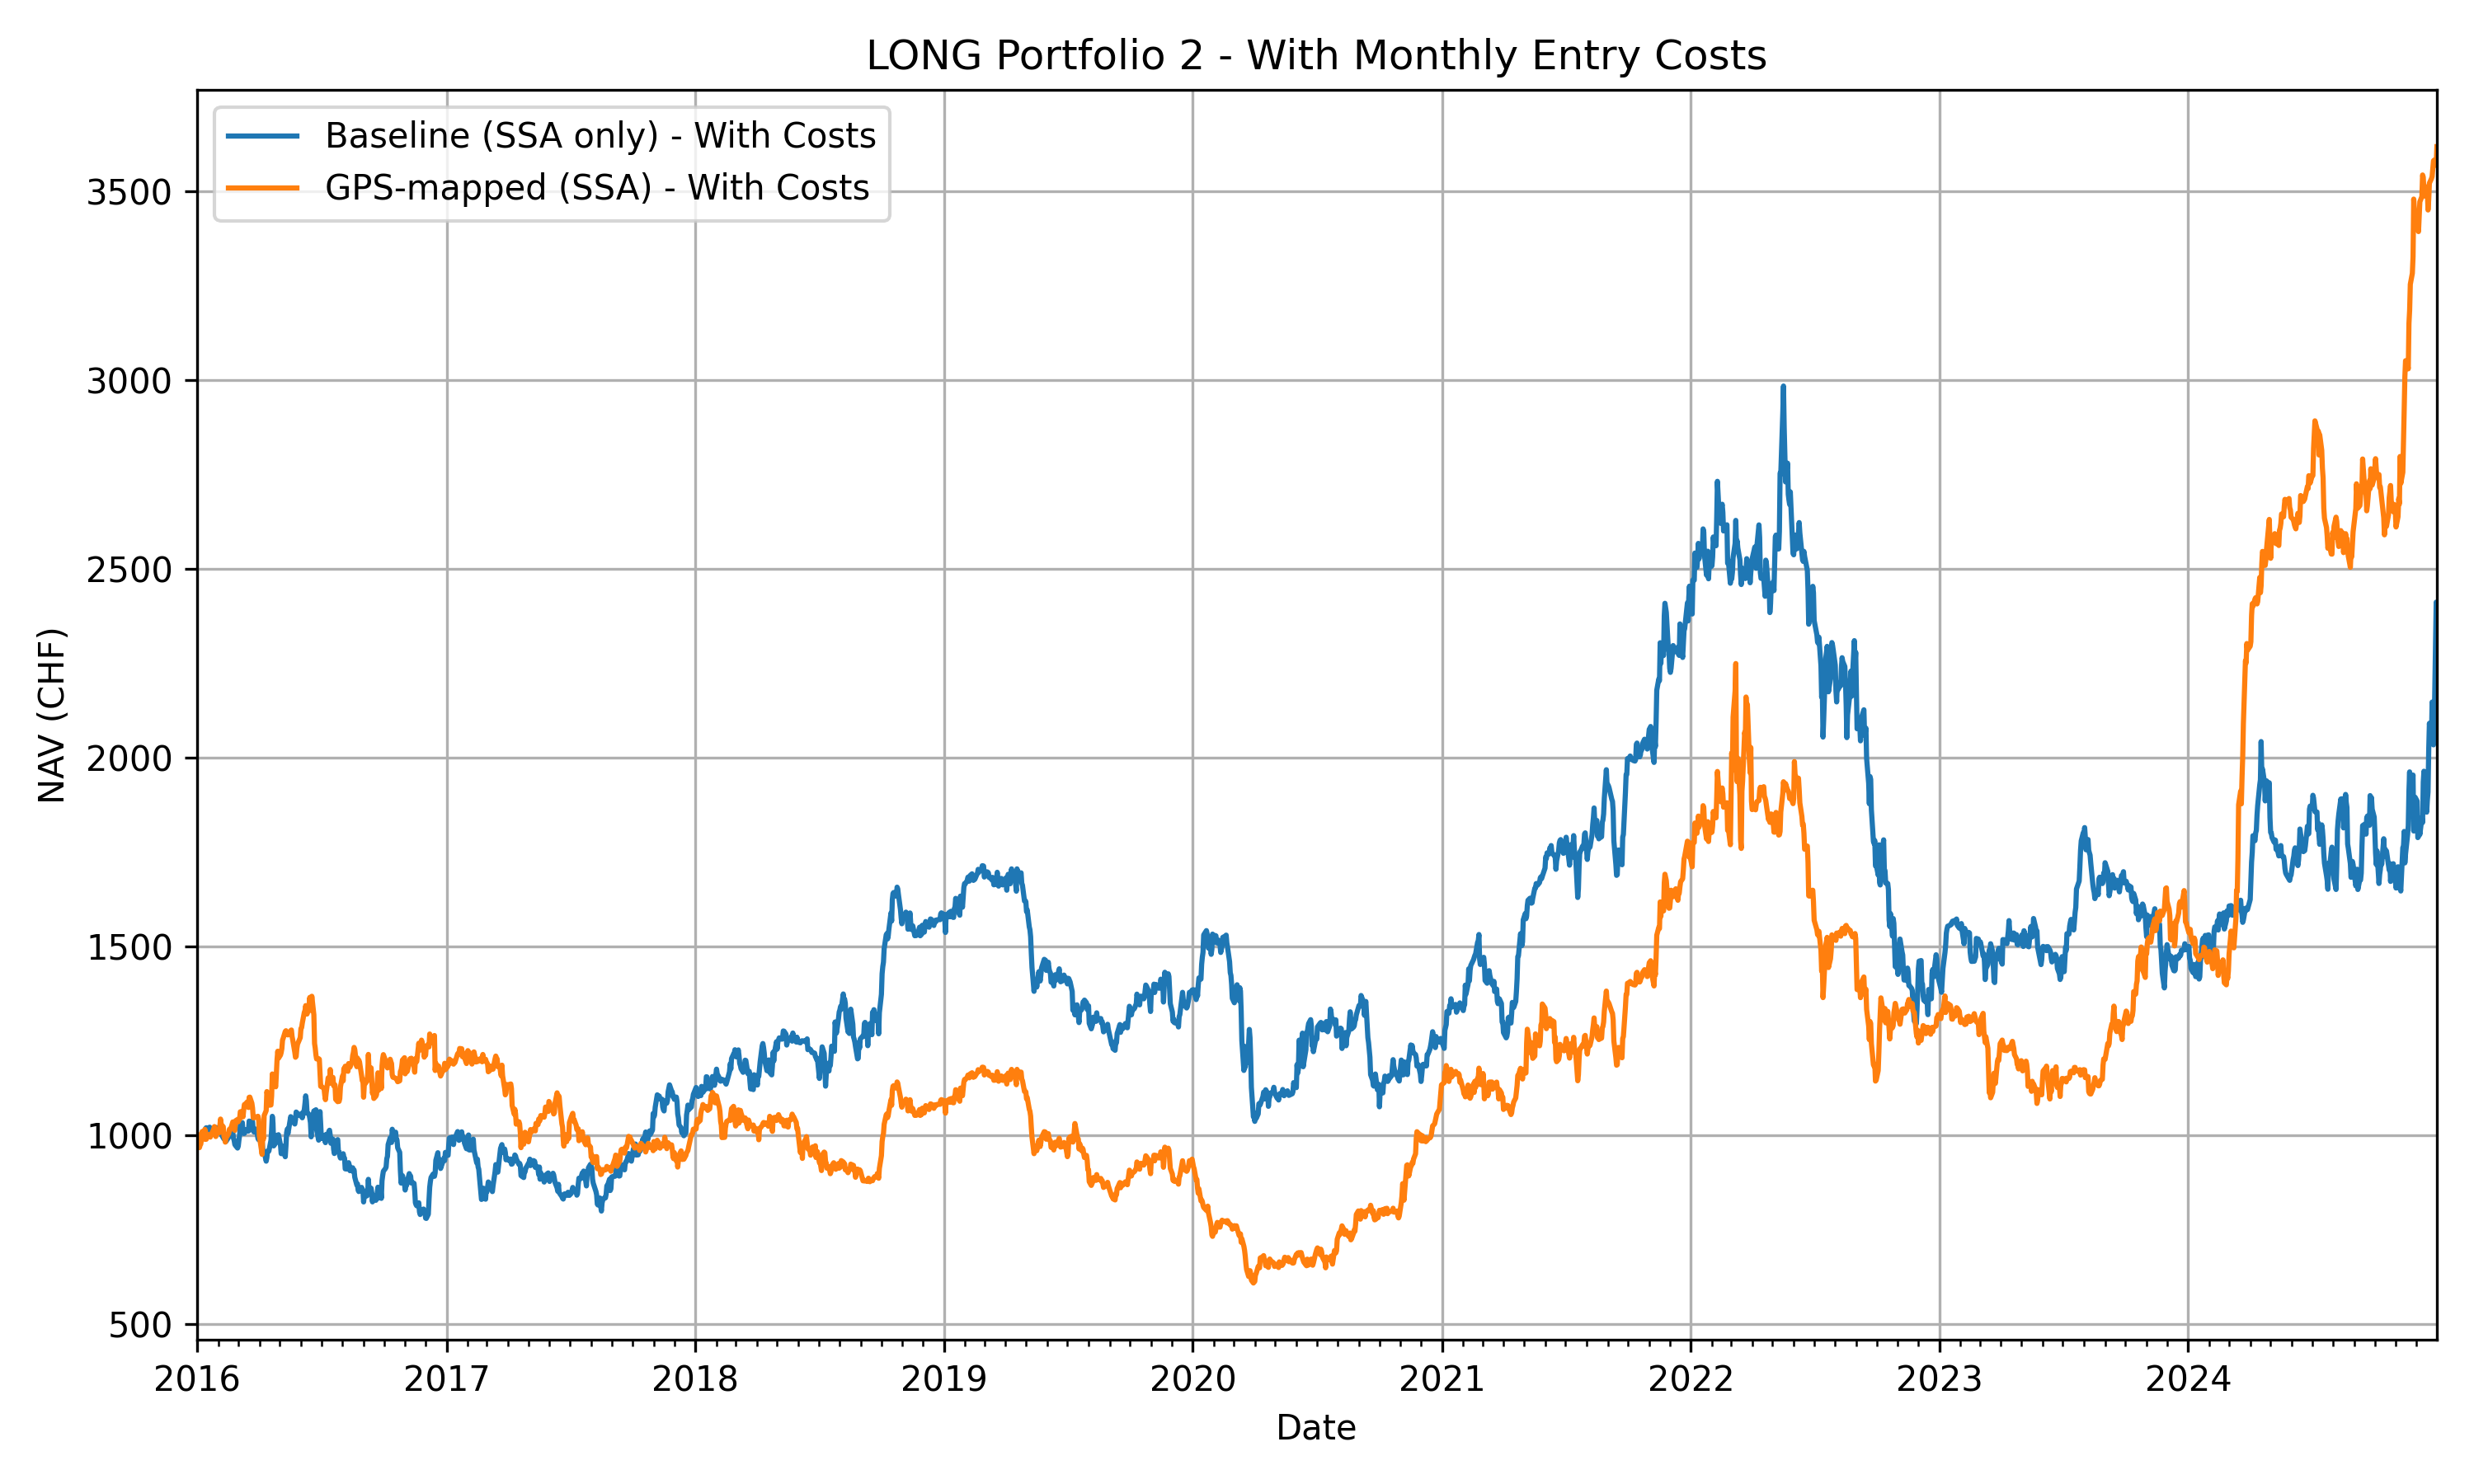 LONG Portfolio 2 - With Monthly Entry Costs
Baseline (SSA only) - With Costs
GPS-mapped (SSA) - With Costs
3500
3000
2500
2000
1500
1000
500
NAV (CHF)
2016 2017 2018 2019 2020 2021 2022 2023 2024
Date